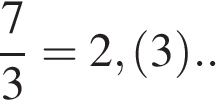 7/3 = 2,(3)..